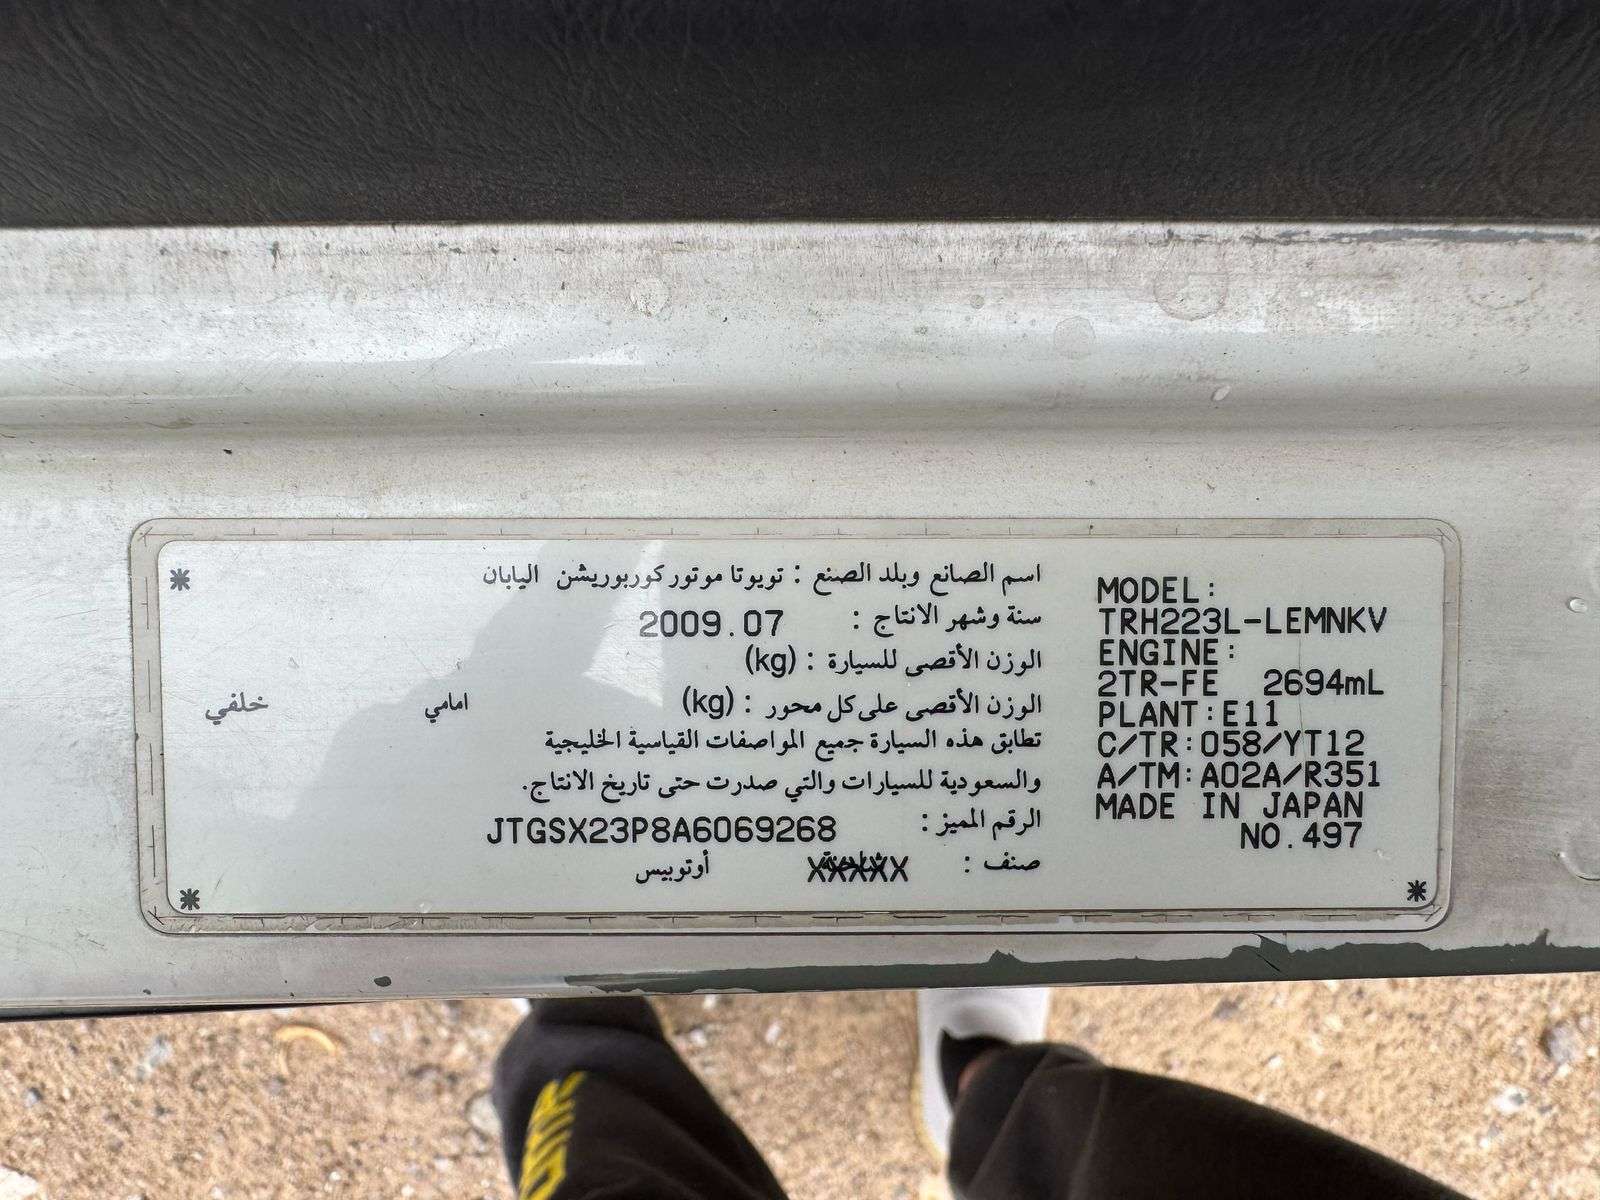 اسم الصانع وبلد الصنع : تويوتا موتور كوربوريشن اليابان
سنة وشهر الانتاج : 2009.07
الوزن الأقصى للسيارة : (kg)
الوزن الأقصى على كل محور : (kg) امامي خلفي
تطابق هذه السيارة جميع المواصفات القياسية الخليجية
والسعودية للسيارات والتي صدرت حتى تاريخ الانتاج.
الرقم المميز : JTGSX23P8A6069268
صنف : XXXXX أوتوبيس
MODEL:
TRH223L-LEMNKV
ENGINE:
2TR-FE 2694mL
PLANT:E11
C/TR:058/YT12
A/TM:A02A/R351
MADE IN JAPAN
NO.497